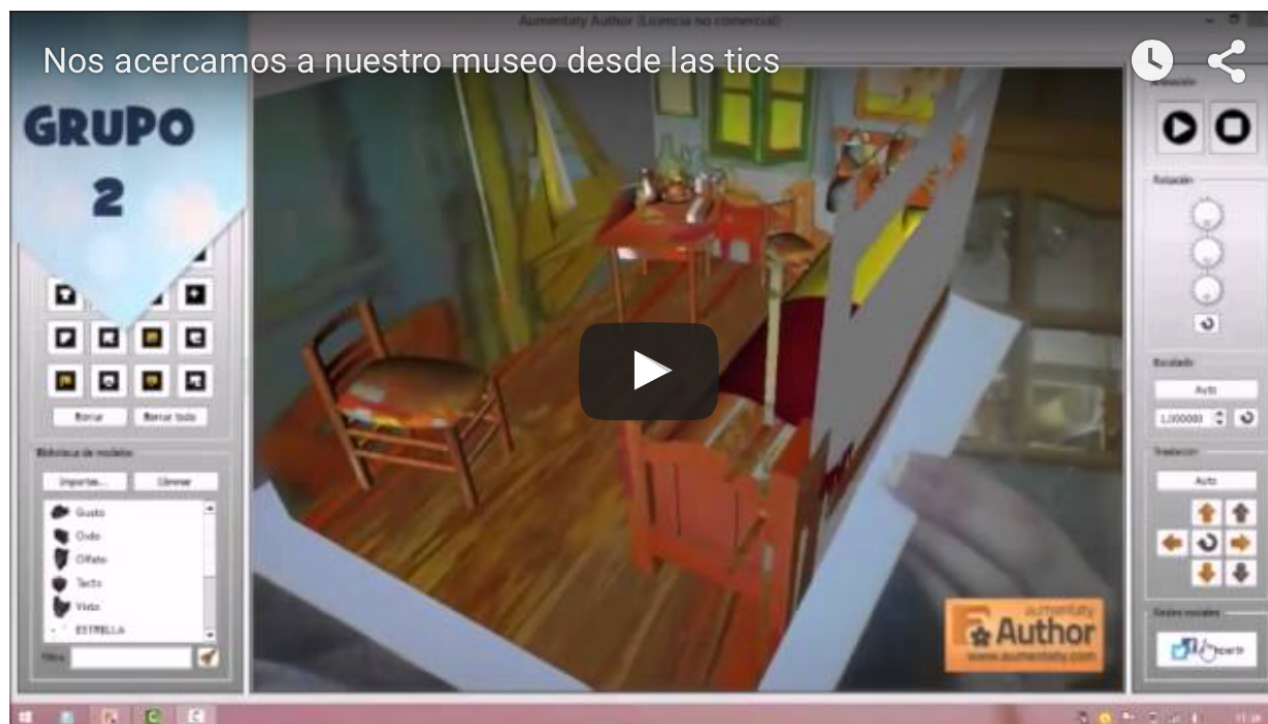 Aumentaty Author (Licencia no comercial)
Nos acercamos a nuestro museo desde las tics
GRUPO
2
Borrar
Borrar todo
Biblioteca de modelos
Importar...
Eliminar
Gusto
Oido
Olfato
Tacto
Vista
ESTRELLA
Filtro:
Rotación
Escalado
Auto
1,000000
Traslación
Auto
Redes sociales
aumentaty
Author
www.aumentaty.com